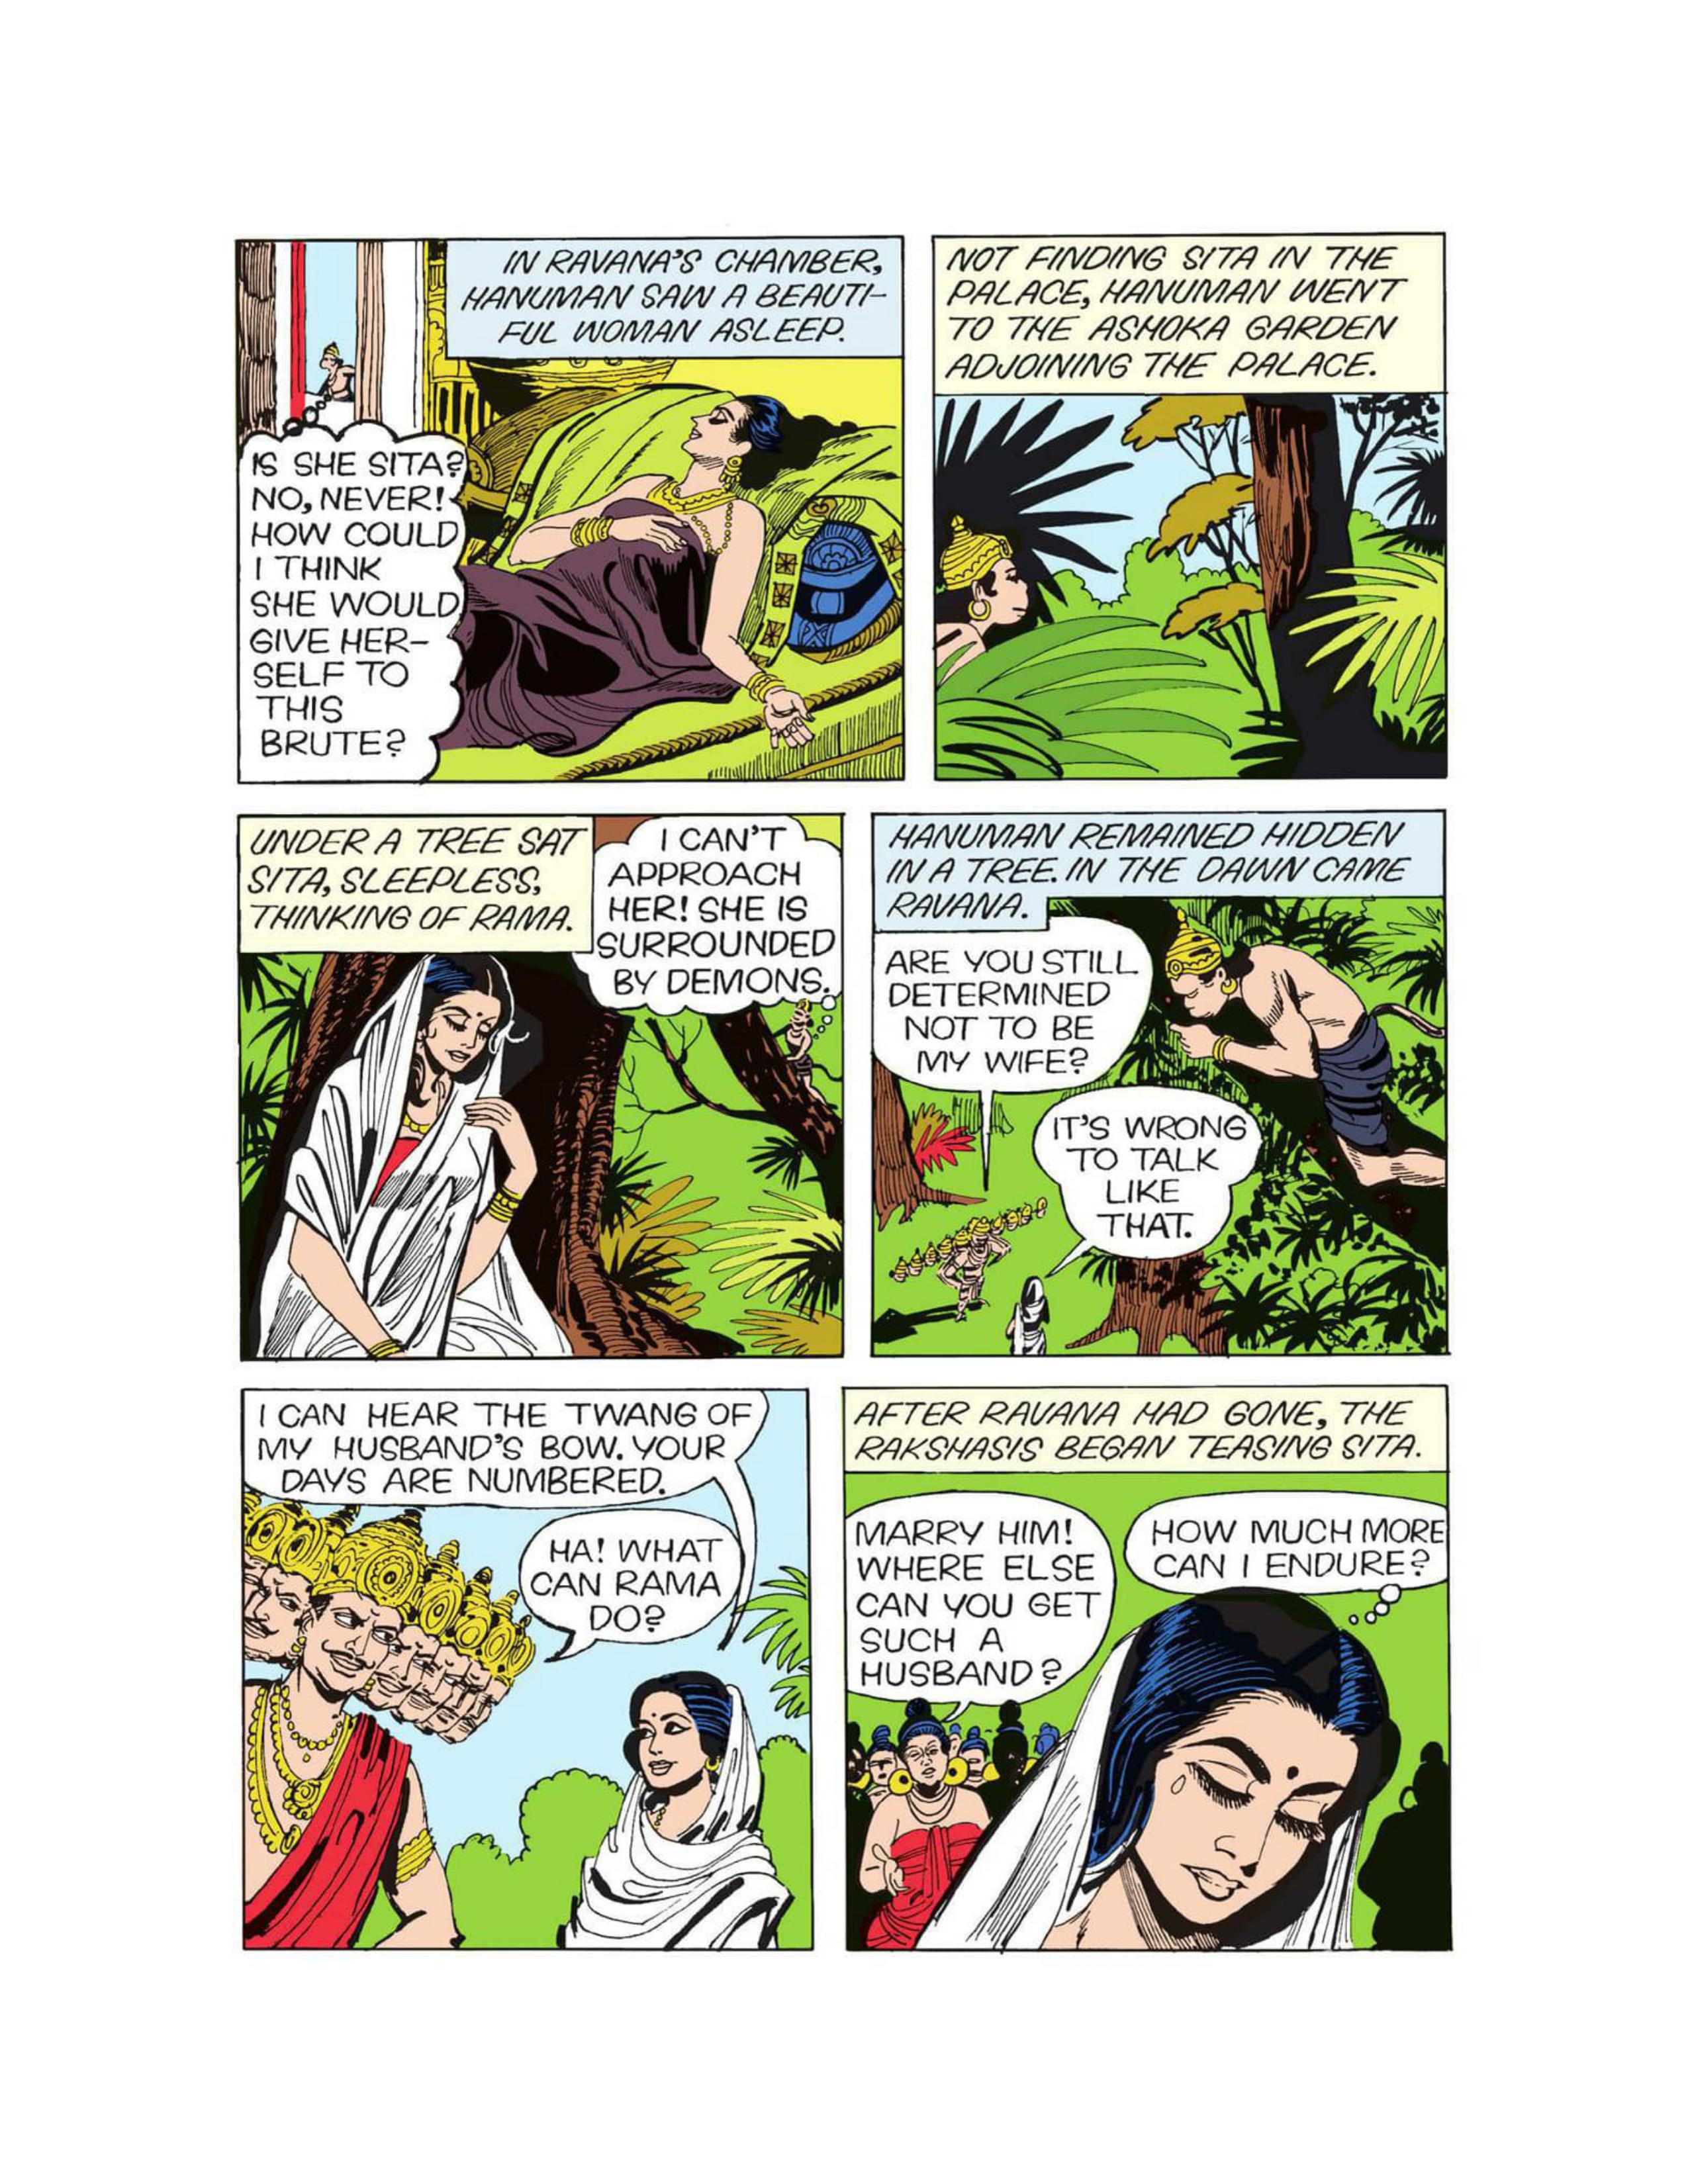 IN RAVANA'S CHAMBER,
HANUMAN SAW A BEAUTI-
FUL WOMAN ASLEEP.
IS SHE SITA?
NO, NEVER!
HOW COULD
I THINK
SHE WOULD
GIVE HER-
SELF TO
THIS
BRUTE?
NOT FINDING SITA IN THE
PALACE, HANUMAN WENT
TO THE ASHOKA GARDEN
ADJOINING THE PALACE.
UNDER A TREE SAT
SITA, SLEEPLESS,
THINKING OF RAMA.
I CAN'T
APPROACH
HER! SHE IS
SURROUNDED
BY DEMONS.
HANUMAN REMAINED HIDDEN
IN A TREE. IN THE DAWN CAME
RAVANA.
ARE YOU STILL
DETERMINED
NOT TO BE
MY WIFE?
IT'S WRONG
TO TALK
LIKE
THAT.
I CAN HEAR THE TWANG OF
MY HUSBAND'S BOW. YOUR
DAYS ARE NUMBERED.
HA! WHAT
CAN RAMA
DO?
AFTER RAVANA HAD GONE, THE
RAKSHASIS BEGAN TEASING SITA.
MARRY HIM!
WHERE ELSE
CAN YOU GET
SUCH A
HUSBAND?
HOW MUCH MORE
CAN I ENDURE?